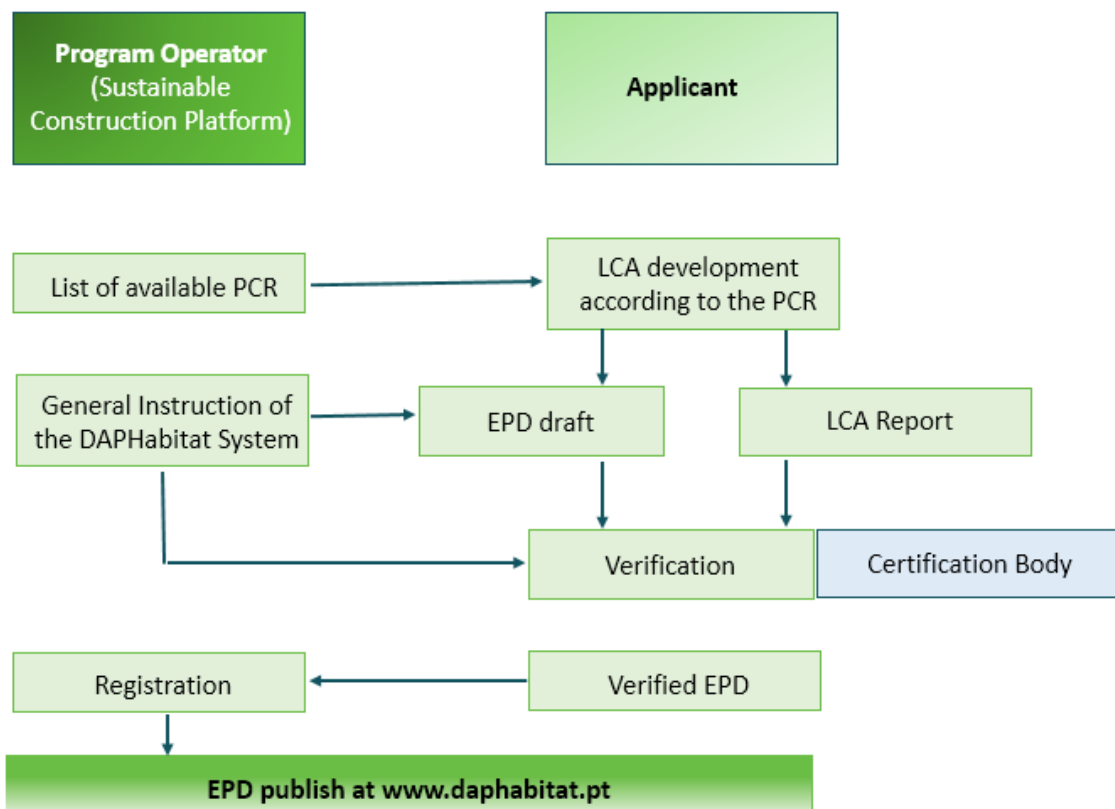 Program Operator
(Sustainable
Construction Platform)
Applicant
List of available PCR
LCA development
according to the PCR
General Instruction of
the DAPHabitat System
EPD draft
LCA Report
Verification
Certification Body
Registration
Verified EPD
EPD publish at www.daphabitat.pt